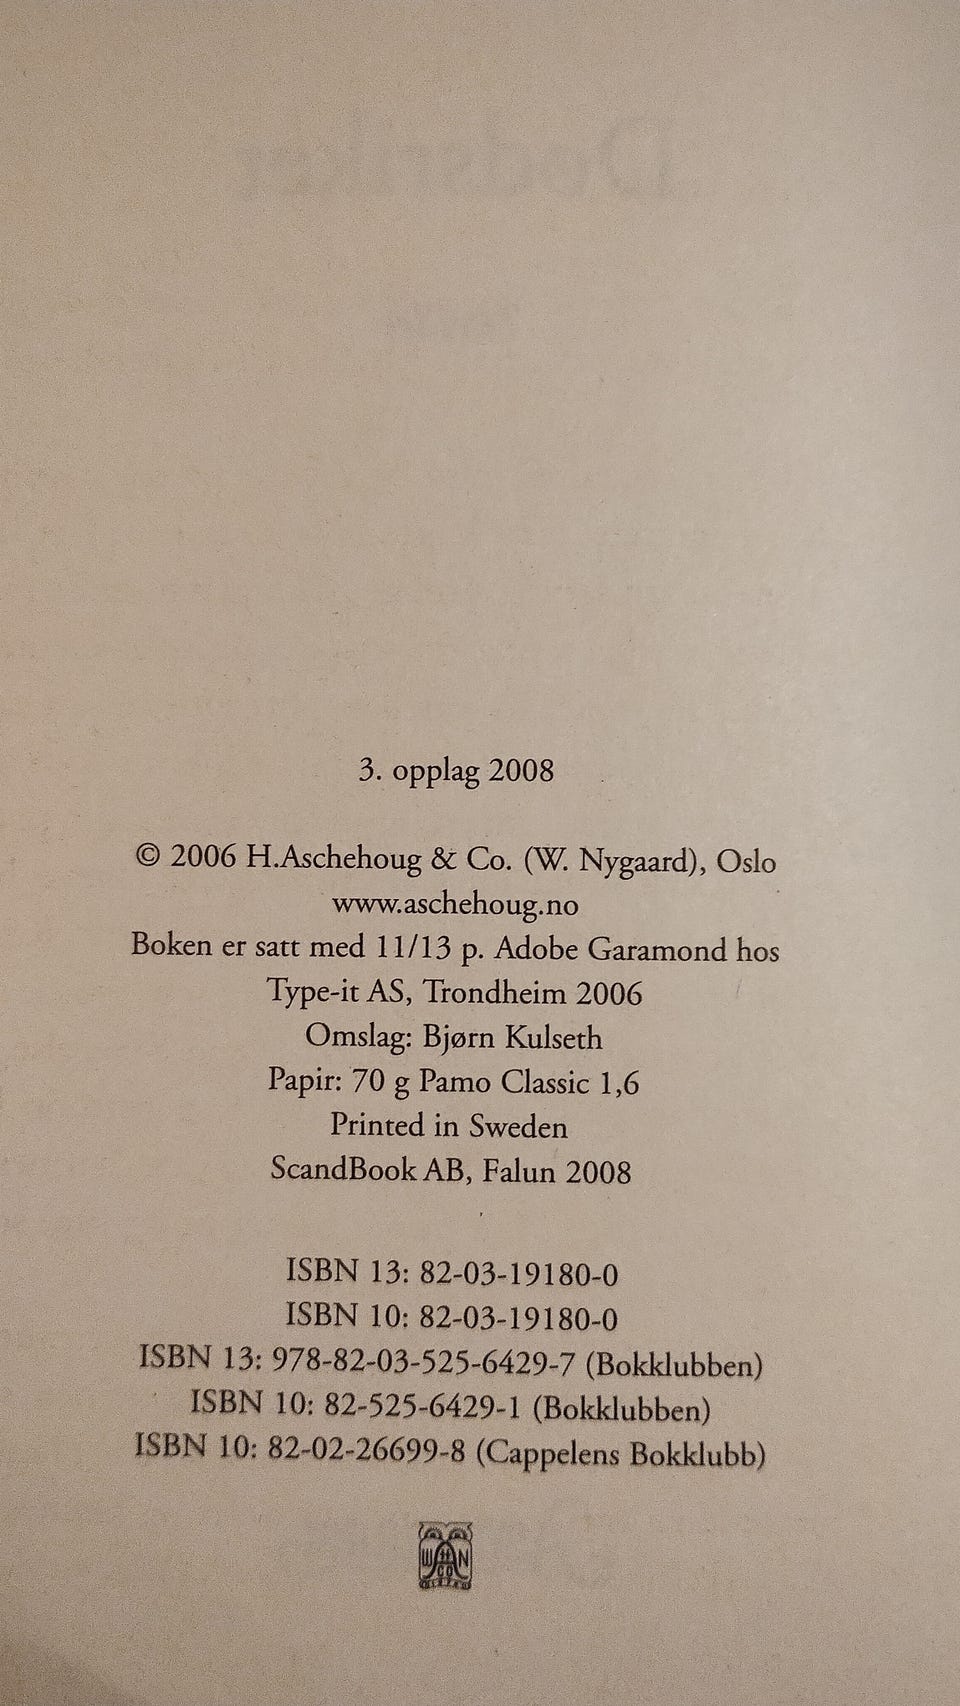 3. opplag 2008
© 2006 H.Aschehoug & Co. (W. Nygaard), Oslo
www.aschehoug.no
Boken er satt med 11/13 p. Adobe Garamond hos
Type-it AS, Trondheim 2006
Omslag: Bjørn Kulseth
Papir: 70 g Pamo Classic 1,6
Printed in Sweden
ScandBook AB, Falun 2008
ISBN 13: 82-03-19180-0
ISBN 10: 82-03-19180-0
ISBN 13: 978-82-03-525-6429-7 (Bokklubben)
ISBN 10: 82-525-6429-1 (Bokklubben)
ISBN 10: 82-02-26699-8 (Cappelens Bokklubb)